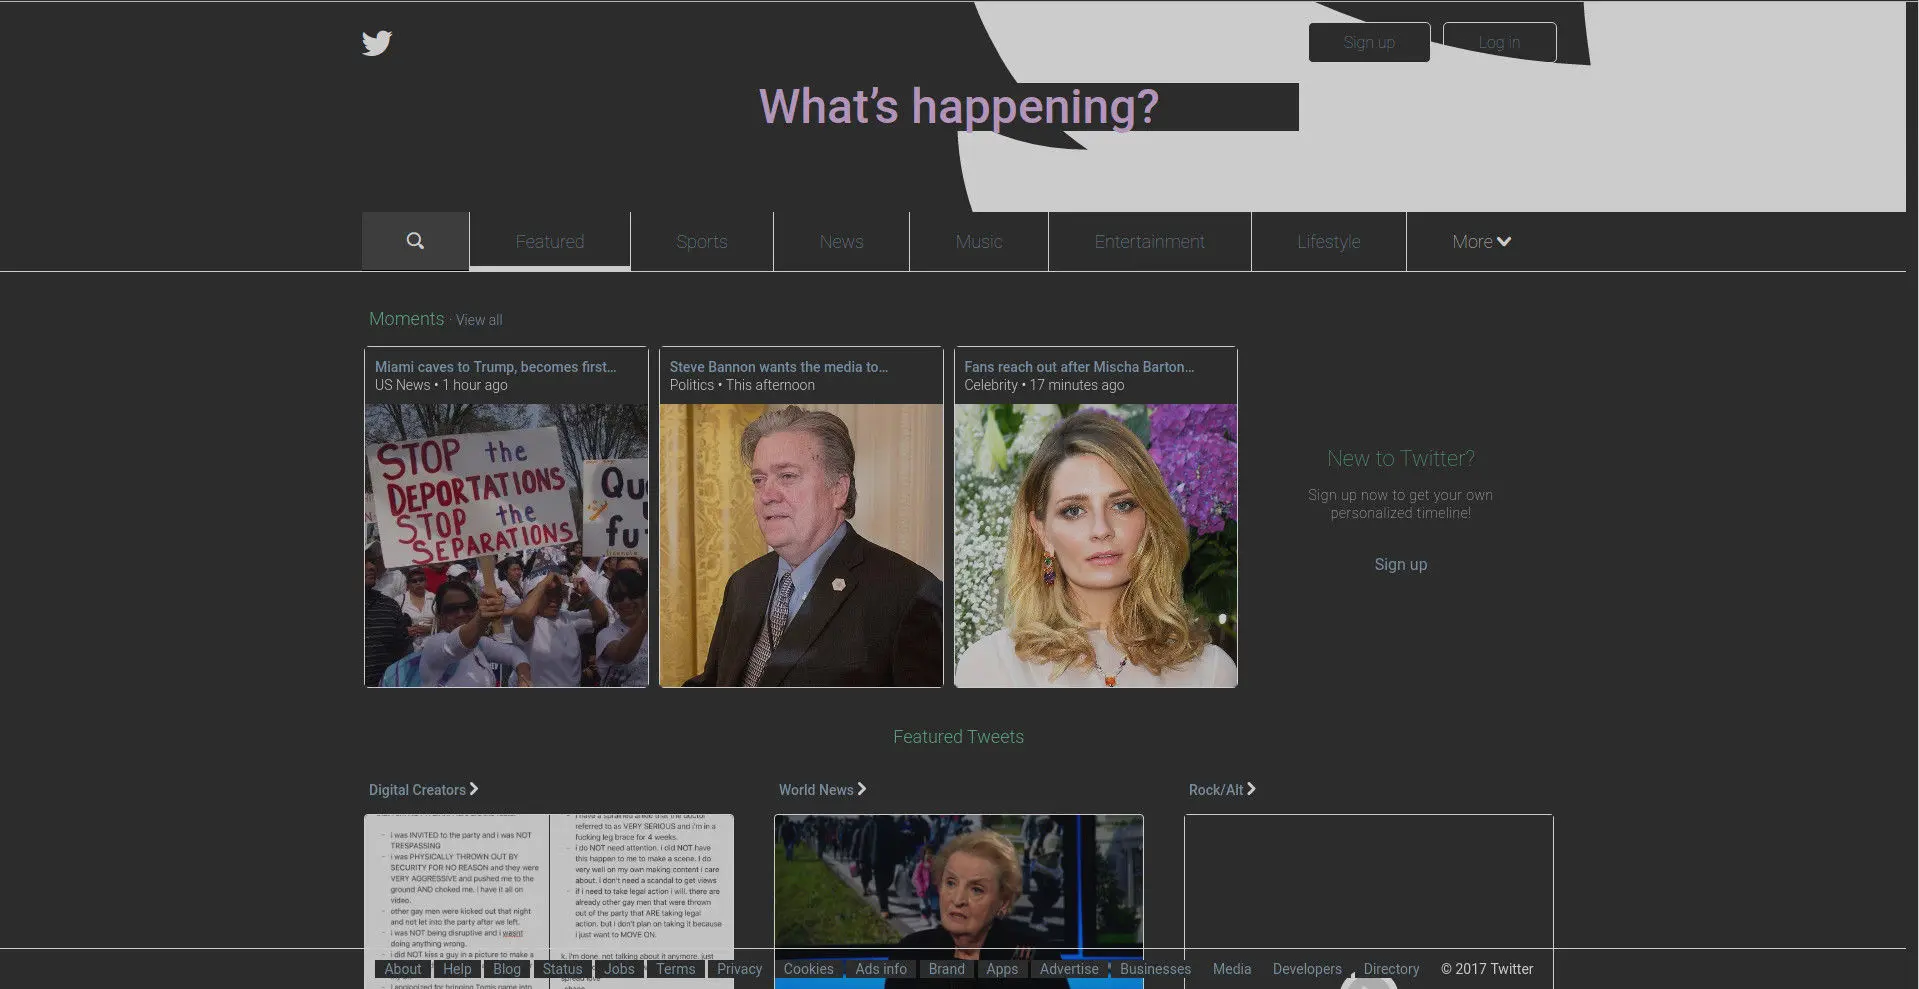 Sign up
Log in
What's happening?
Featured
Sports
News
Music
Entertainment
Lifestyle
More
Moments · View all
Miami caves to Trump, becomes first...
US News • 1 hour ago
STOP the
DEPORTATIONS
STOP the
SEPARATIONS
Qu
fu
Steve Bannon wants the media to...
Politics • This afternoon
Fans reach out after Mischa Barton...
Celebrity • 17 minutes ago
New to Twitter?
Sign up now to get your own
personalized timeline!
Sign up
Featured Tweets
Digital Creators
World News
Rock/Alt
- i was INVITED to the party and i was NOT
TRESPASSING
- i was PHYSICALLY THROWN OUT BY
SECURITY FOR NO REASON and they were
VERY AGGRESSIVE and pushed me to the
ground AND choked me. i have it all on
video.
- other gay men were kicked out that night
and not let into the party after we left.
- i was NOT being disruptive and i wasnt
doing anything wrong.
- i did NOT kiss a guy in a picture to make a
referred to as VERY SERIOUS and i'm in a
fucking leg brace for 4 weeks.
- i do NOT need attention. i did NOT have
this happen to me to make a scene. I do
very well on my own making content i care
about. i don't need a scandal to get views
- if i need to take legal action i will. there are
already other gay men that were thrown
out of the party that ARE taking legal
action. but i don't plan on taking it because
i just want to MOVE ON.
k. i'm done. not talking about it anymore. just
About Help Blog Status Jobs Terms Privacy Cookies Ads info Brand Apps Advertise Businesses Media Developers Directory © 2017 Twitter